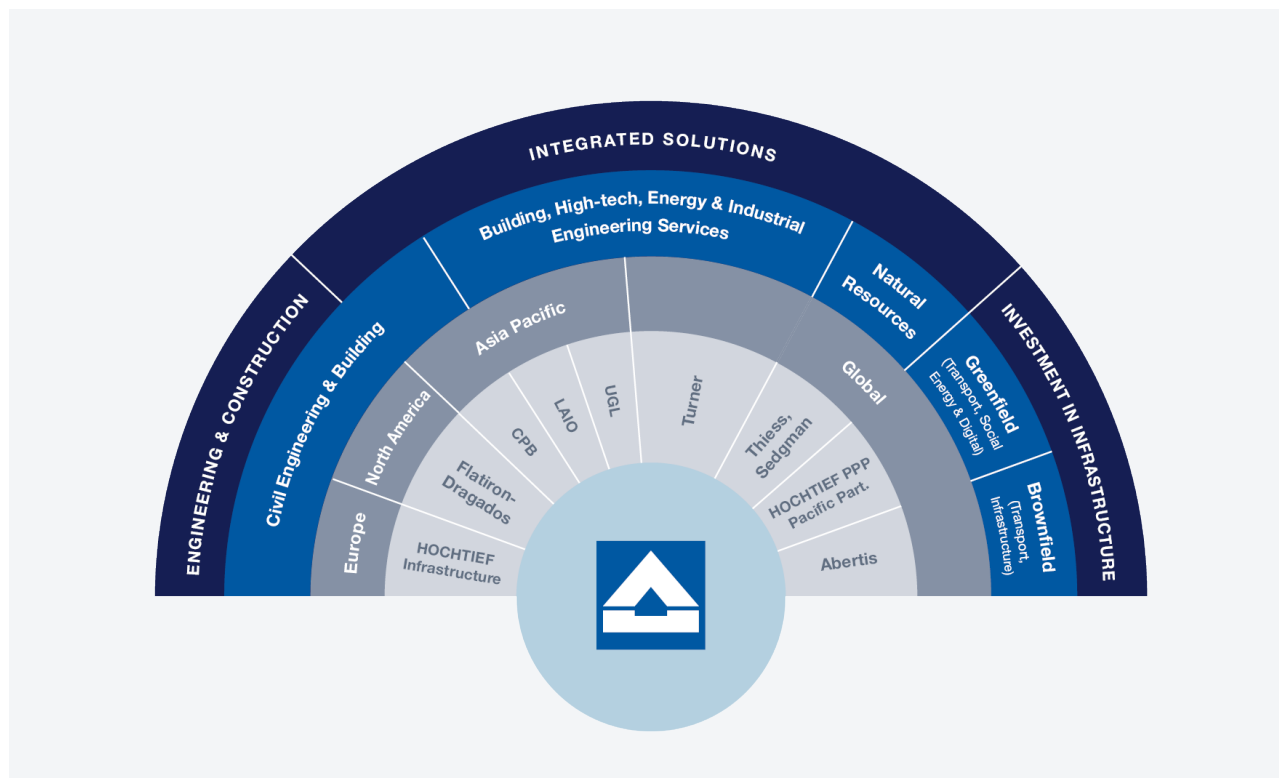 INTEGRATED SOLUTIONS
ENGINEERING & CONSTRUCTION
INVESTMENT IN INFRASTRUCTURE
Civil Engineering & Building
Building, High-tech, Energy & Industrial
Engineering Services
Natural
Resources
Greenfield
(Transport, Social
Energy & Digital)
Brownfield
(Transport,
Infrastructure)
Europe
North America
Asia Pacific
Global
HOCHTIEF
Infrastructure
Flatiron-
Dragados
CPB
LAIO
UGL
Turner
Thiess,
Sedgman
HOCHTIEF PPP
Pacific Part.
Abertis